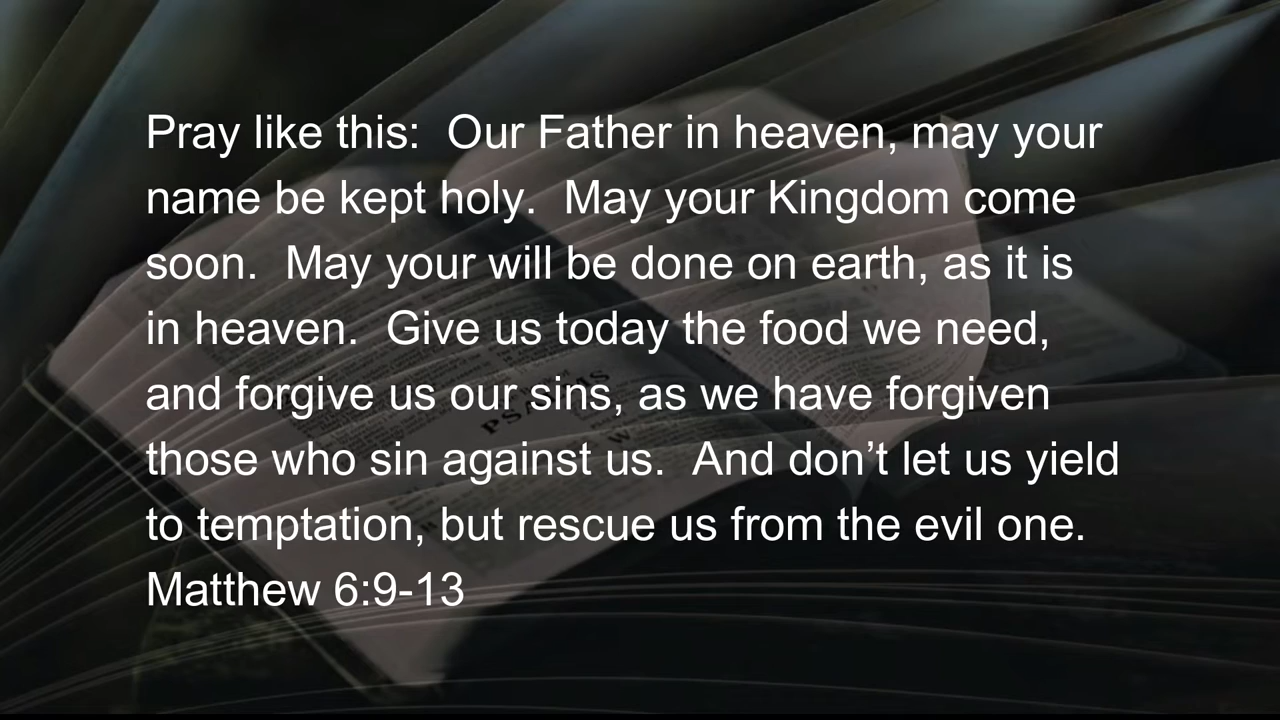 Pray like this:  Our Father in heaven, may your
name be kept holy.  May your Kingdom come
soon.  May your will be done on earth, as it is
in heaven.  Give us today the food we need,
and forgive us our sins, as we have forgiven
those who sin against us.  And don’t let us yield
to temptation, but rescue us from the evil one.
Matthew 6:9-13